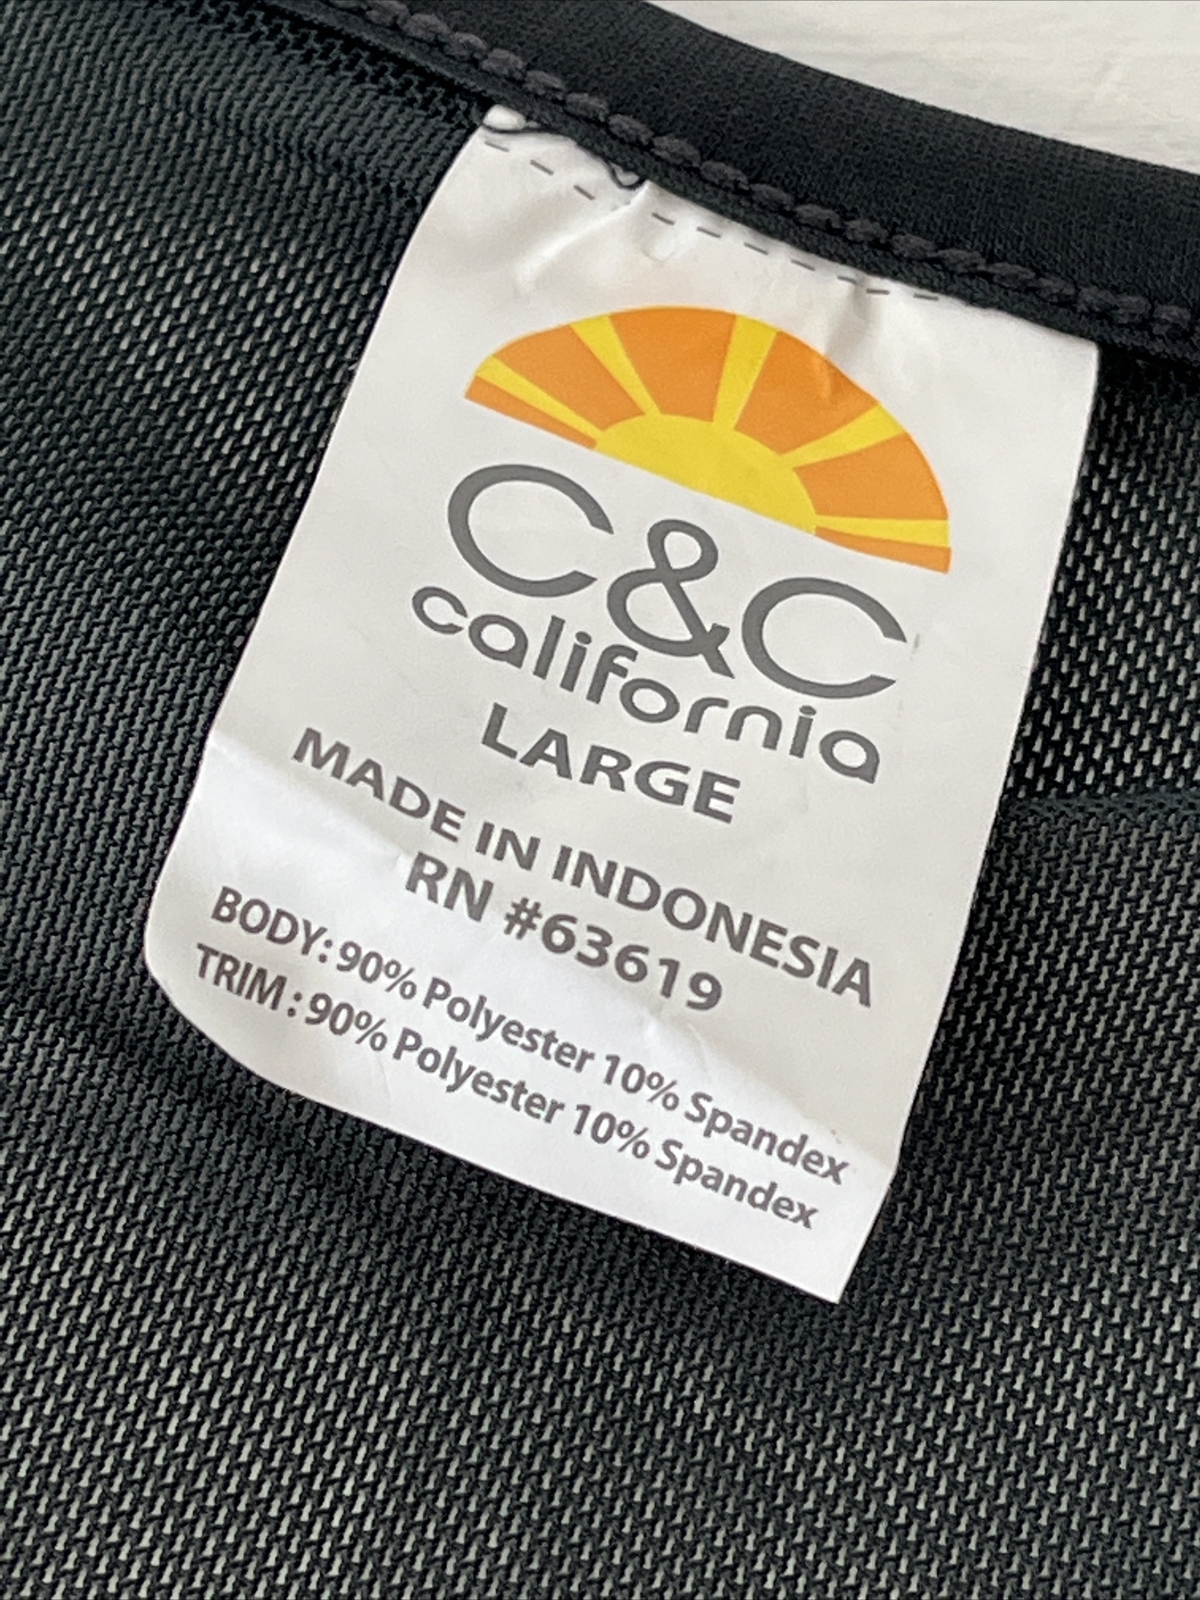 C&C
california
LARGE
MADE IN INDONESIA
RN #63619
BODY: 90% Polyester 10% Spandex
TRIM : 90% Polyester 10% Spandex